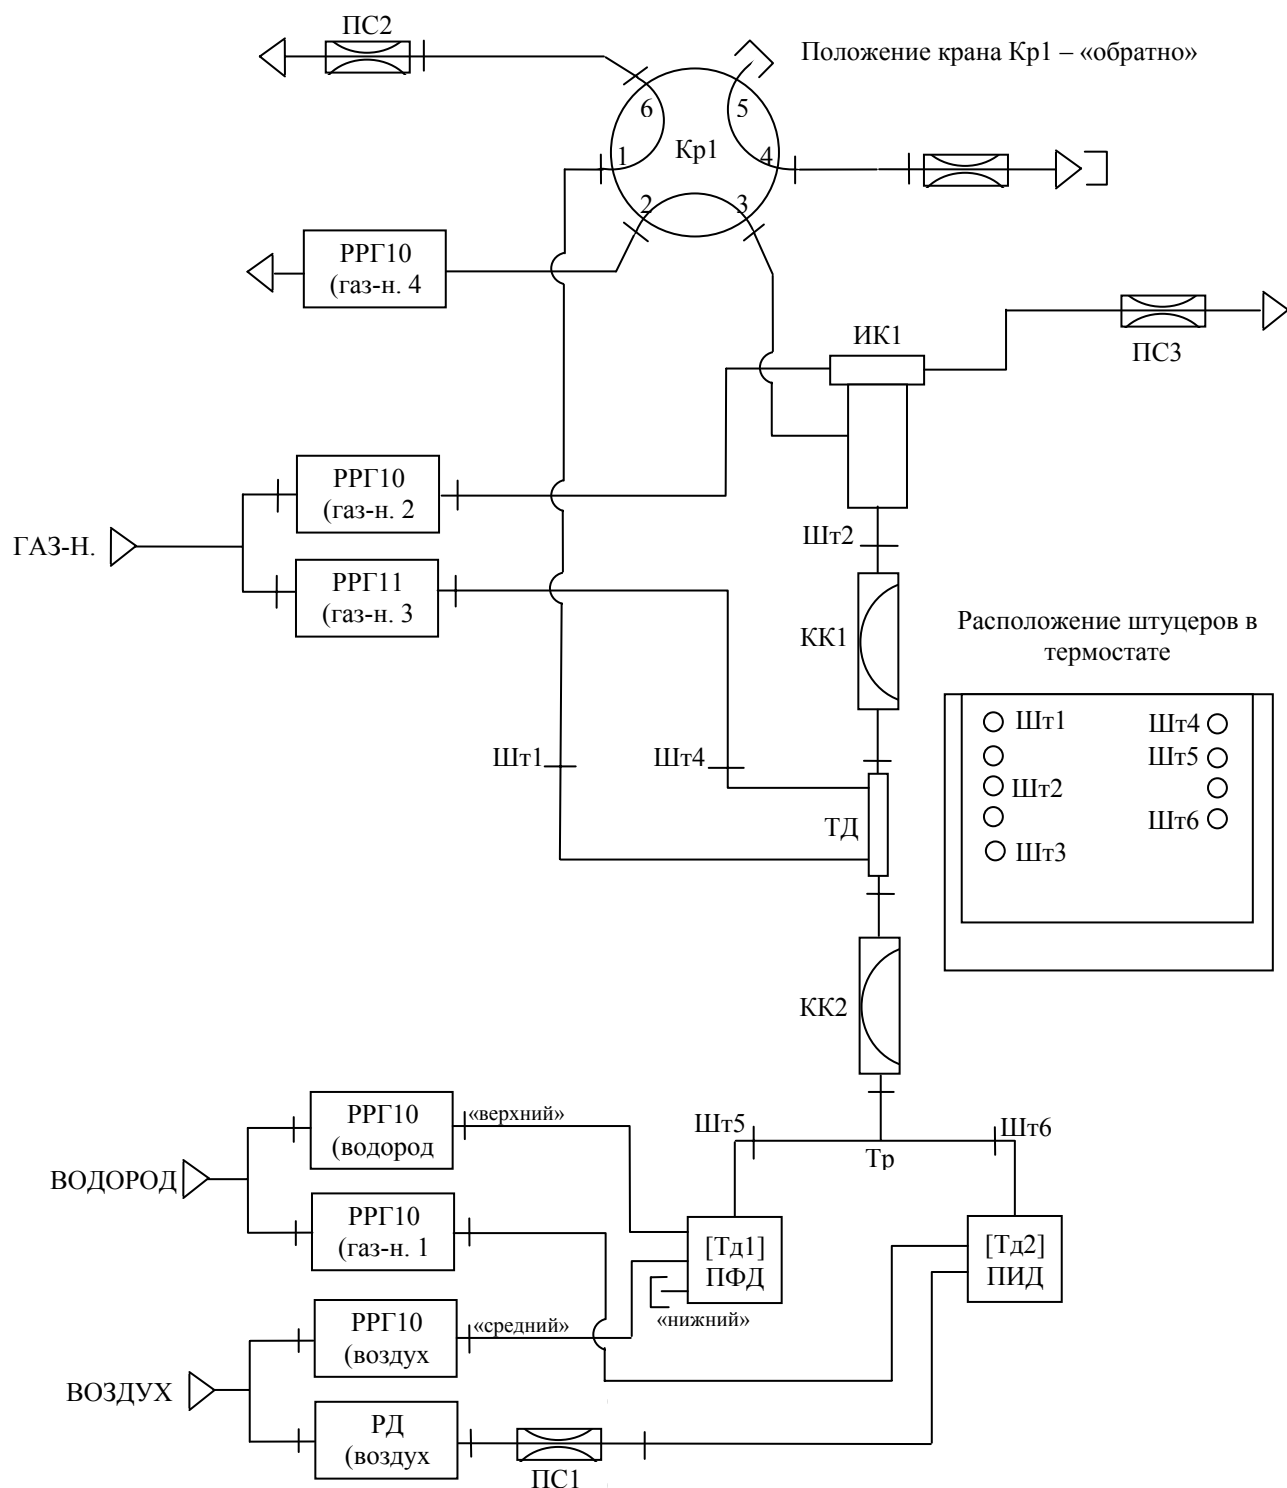 ПС2
Положение крана Кр1 – «обратно»
6
5
1
Кр1
4
2
3
РРГ10
(газ-н. 4
ИК1
ПС3
РРГ10
(газ-н. 2
ГАЗ-Н.
Шт2
РРГ11
(газ-н. 3
КК1
Расположение штуцеров в
термостате
Шт1
Шт4
Шт5
Шт2
Шт6
Шт3
Шт1
Шт4
ТД
КК2
РРГ10
(водород
«верхний»
Шт5
Шт6
Тр
ВОДОРОД
РРГ10
(газ-н. 1
[Тд1]
ПФД
[Тд2]
ПИД
«нижний»
РРГ10
(воздух
«средний»
ВОЗДУХ
РД
(воздух
ПС1